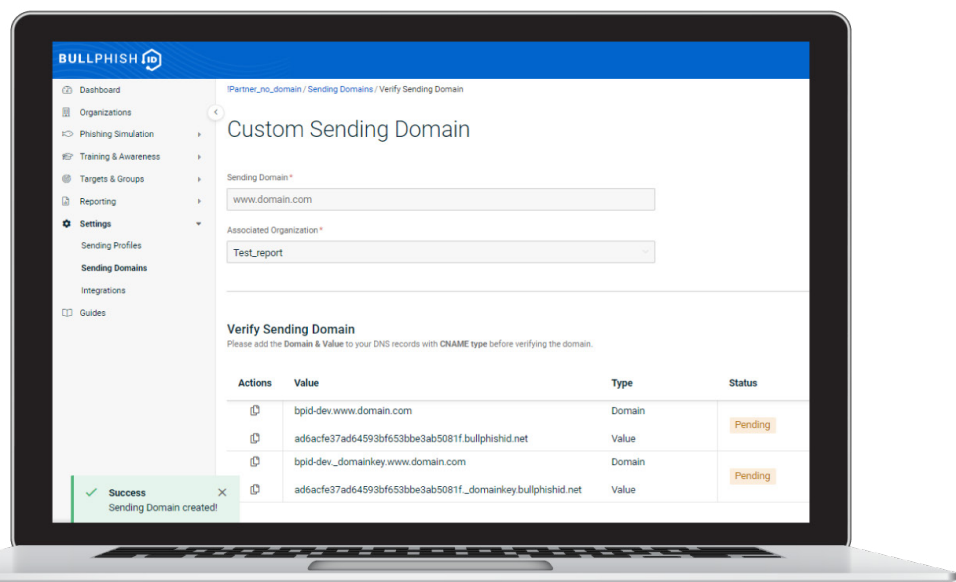 BULLPHISH ID
Dashboard
Organizations
Phishing Simulation
Training & Awareness
Targets & Groups
Reporting
Settings
Sending Profiles
Sending Domains
Integrations
Guides
!Partner_no_domain / Sending Domains / Verify Sending Domain
Custom Sending Domain
Sending Domain *
www.domain.com
Associated Organization *
Test_report
Verify Sending Domain
Please add the Domain & Value to your DNS records with CNAME type before verifying the domain.
Actions Value Type Status
bpid-dev.www.domain.com Domain
Pending
ad6acfe37ad64593bf653bbe3ab5081f.bullphishid.net Value
bpid-dev._domainkey.www.domain.com Domain
Pending
ad6acfe37ad64593bf653bbe3ab5081f._domainkey.bullphishid.net Value
Success
Sending Domain created!